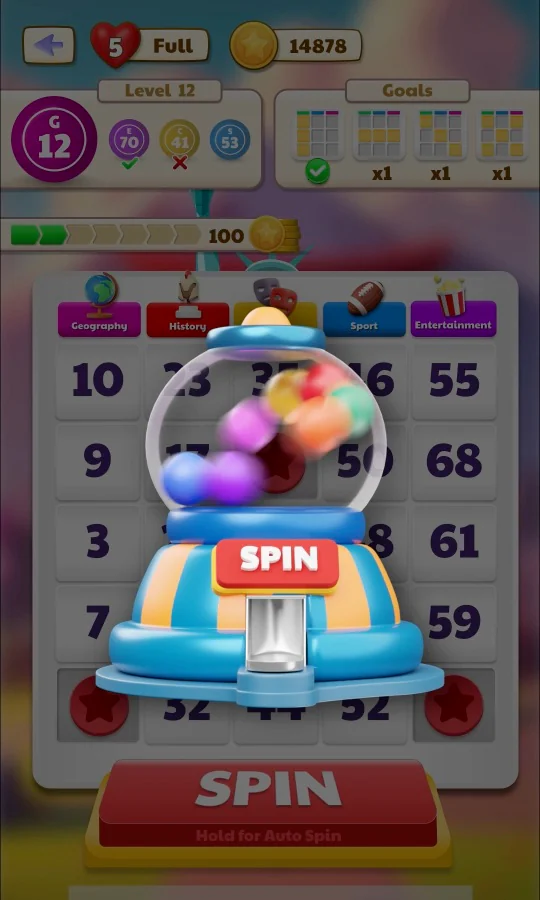 5 Full
14878
Level 12
Goals
G
12
E
70
C
41
S
53
x1
x1
x1
100
Geography
History
Sport
Entertainment
10
55
9
68
3
61
SPIN
7
59
32
44
52
SPIN
Hold for Auto Spin